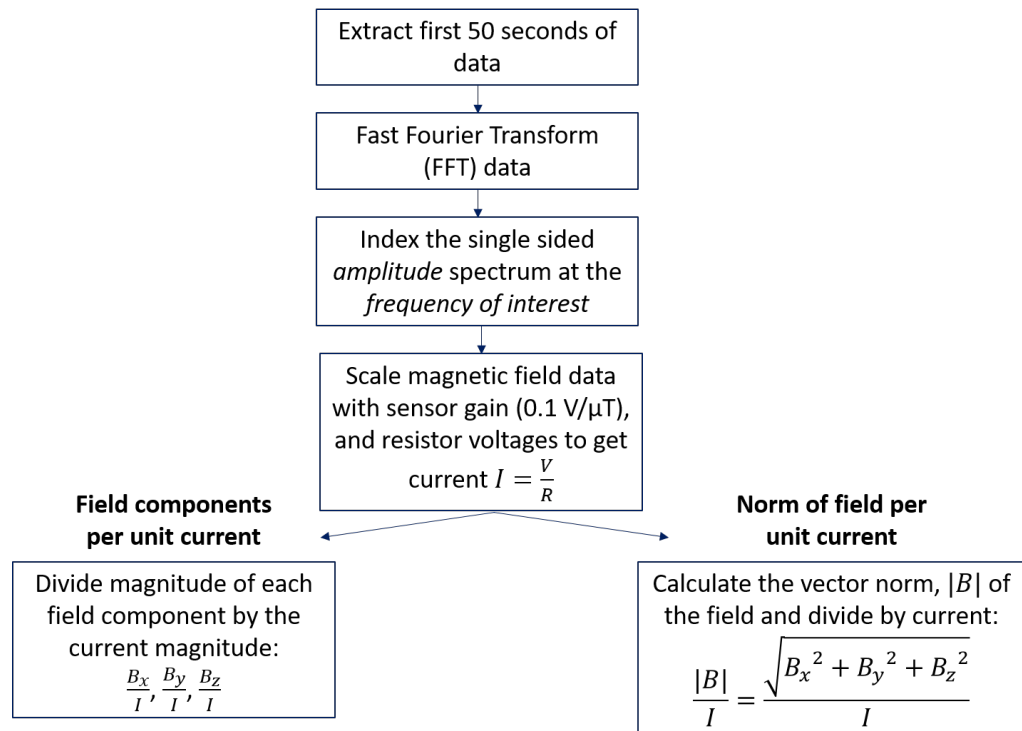 Extract first 50 seconds of
data
Fast Fourier Transform
(FFT) data
Index the single sided
amplitude spectrum at the
frequency of interest
Scale magnetic field data
with sensor gain (0.1 V/μT),
and resistor voltages to get
current I = V/R
Field components
per unit current
Divide magnitude of each
field component by the
current magnitude:
Bx/I, By/I, Bz/I
Norm of field per
unit current
Calculate the vector norm, |B| of
the field and divide by current:
|B|/I = √(Bx² + By² + Bz²)/I